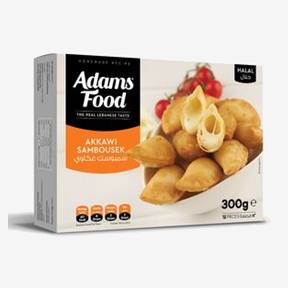 HOMEMADE RECIPE
Adams'
Food
THE REAL LEBANESE TASTE
AKKAWI
SAMBOUSEK
سمبوسك عكاوي
HALAL
حلال
300g e